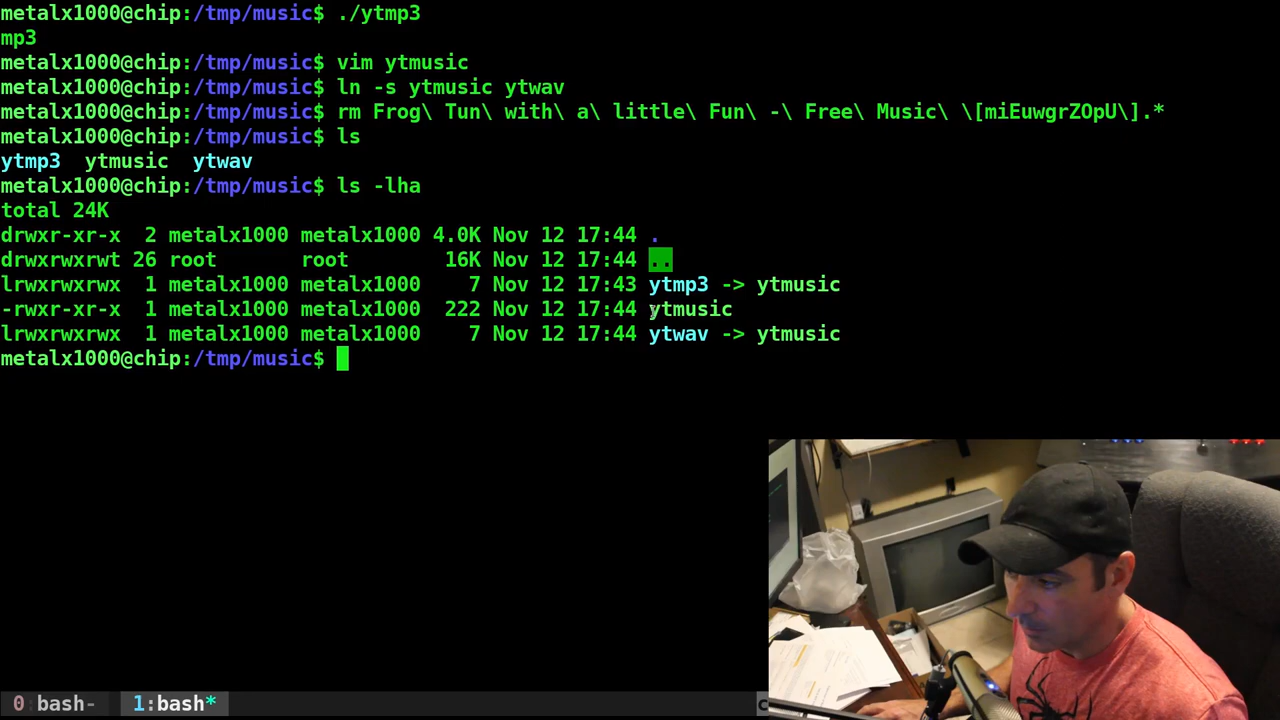 metalx1000@chip:/tmp/music$ ./ytmp3
mp3
metalx1000@chip:/tmp/music$ vim ytmusic
metalx1000@chip:/tmp/music$ ln -s ytmusic ytwav
metalx1000@chip:/tmp/music$ rm Frog\ Tun\ with\ a\ little\ Fun\ -\ Free\ Music\ \[miEuwgrZOpU\].*
metalx1000@chip:/tmp/music$ ls
ytmp3  ytmusic  ytwav
metalx1000@chip:/tmp/music$ ls -lha
total 24K
drwxr-xr-x  2 metalx1000 metalx1000 4.0K Nov 12 17:44 .
drwxrwxrwt 26 root       root        16K Nov 12 17:44 ..
lrwxrwxrwx  1 metalx1000 metalx1000    7 Nov 12 17:43 ytmp3 -> ytmusic
-rwxr-xr-x  1 metalx1000 metalx1000  222 Nov 12 17:44 ytmusic
lrwxrwxrwx  1 metalx1000 metalx1000    7 Nov 12 17:44 ytwav -> ytmusic
metalx1000@chip:/tmp/music$
0:bash-  1:bash*